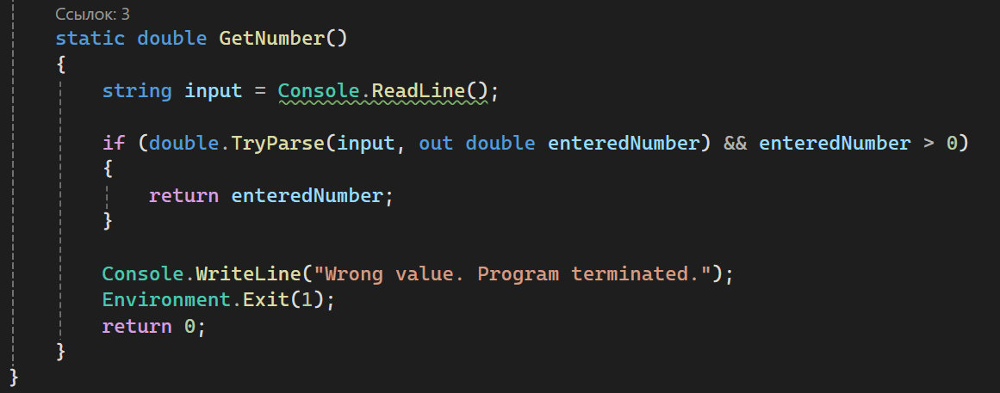 Ссылок: 3
static double GetNumber()
{
string input = Console.ReadLine();
if (double.TryParse(input, out double enteredNumber) && enteredNumber > 0)
{
return enteredNumber;
}
Console.WriteLine("Wrong value. Program terminated.");
Environment.Exit(1);
return 0;
}
}